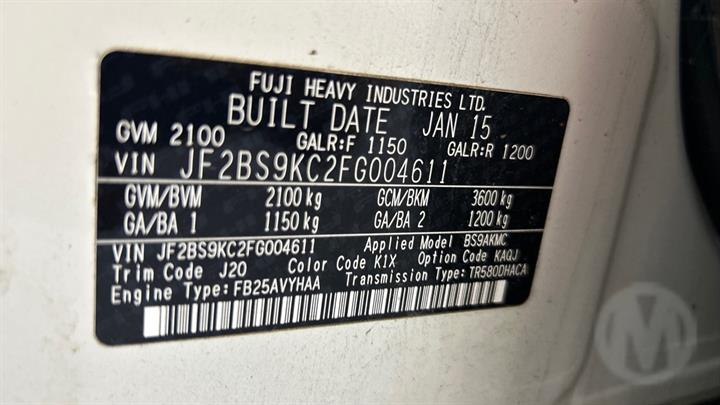 FUJI HEAVY INDUSTRIES LTD.
BUILT DATE JAN 15
GVM 2100 GALR:F 1150 GALR:R 1200
VIN JF2BS9KC2FG004611
GVM/BVM 2100 kg GCM/BKM 3600 kg
GA/BA 1 1150 kg GA/BA 2 1200 kg
VIN JF2BS9KC2FG004611 Applied Model BS9AKMC
Trim Code J20 Color Code K1X Option Code KAQJ
Engine Type: FB25AVYHAA Transmission Type: TR580DHACA
M